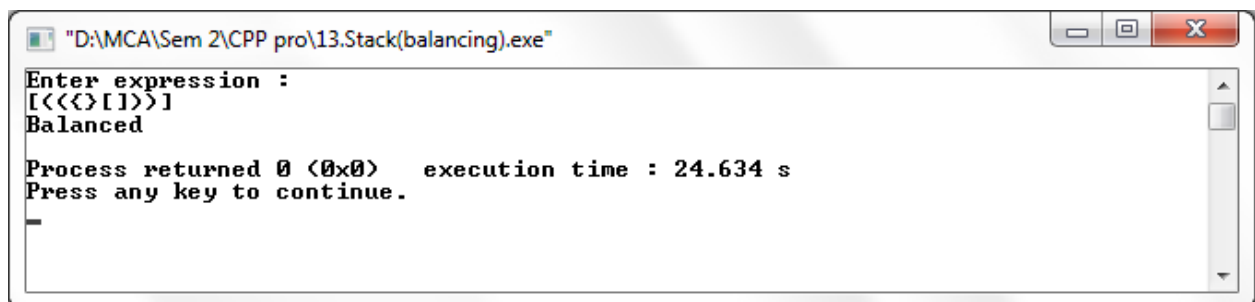 "D:\MCA\Sem 2\CPP pro\13.Stack(balancing).exe"
Enter expression :
[(({}[]))]
Balanced
Process returned 0 (0x0) execution time : 24.634 s
Press any key to continue.